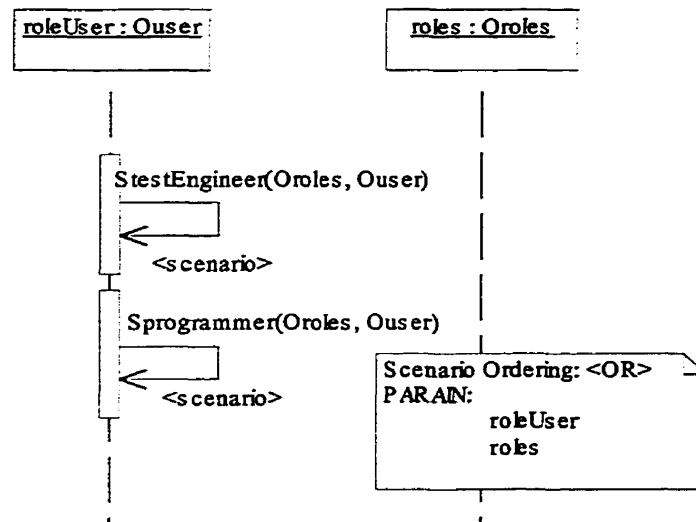 roleUser : Ouser
roles : Oroles
StestEngineer(Oroles, Ouser)
<scenario>
Sprogrammer(Oroles, Ouser)
<scenario>
Scenario Ordering: <OR>
PARAIN:
roleUser
roles